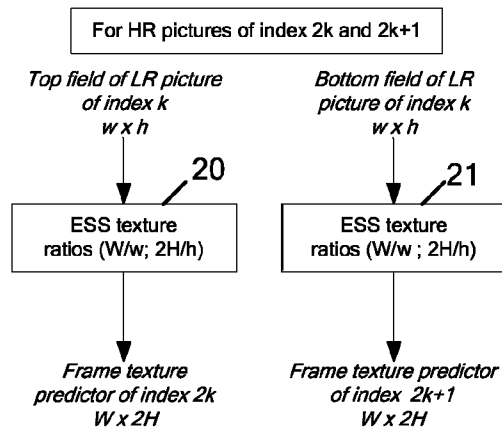 For HR pictures of index 2k and 2k+1
Top field of LR picture
of index k
w x h
Bottom field of LR
picture of index k
w x h
20
ESS texture
ratios (W/w; 2H/h)
21
ESS texture
ratios (W/w ; 2H/h)
Frame texture
predictor of index 2k
W x 2H
Frame texture predictor
of index 2k+1
W x 2H